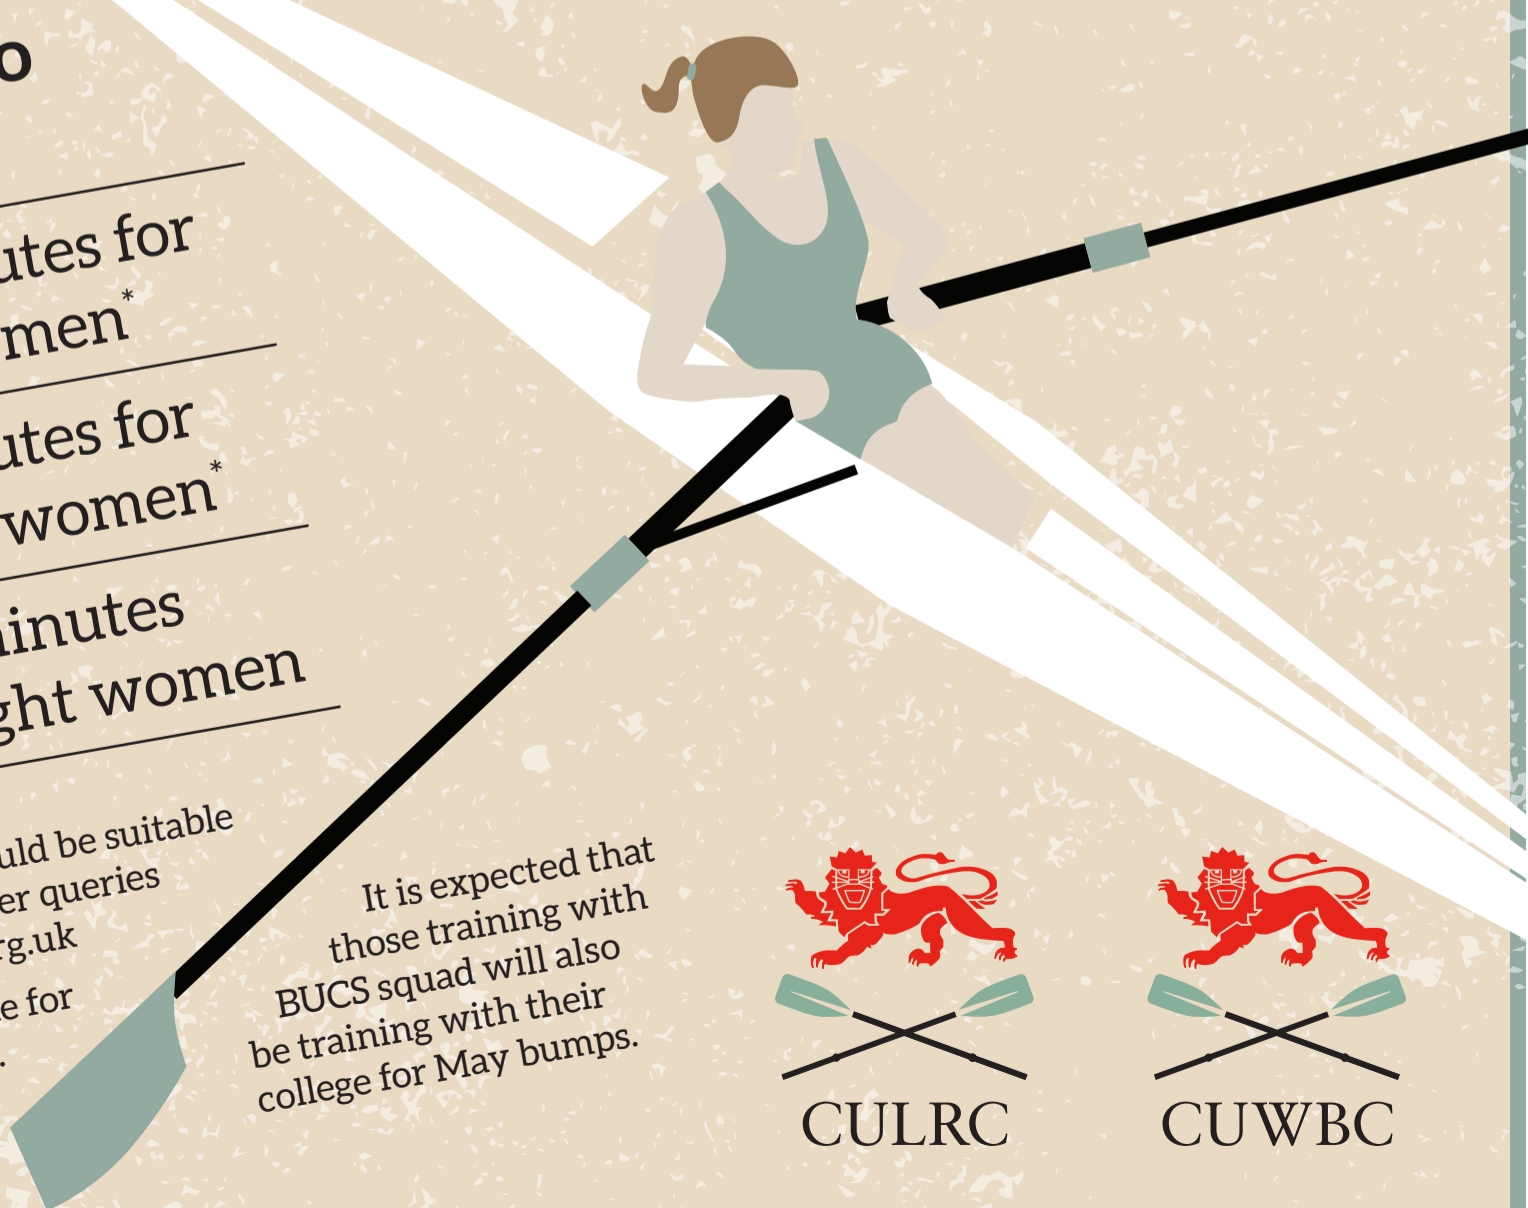 o
utes for
men*
utes for
women*
inutes
ght women
uld be suitable
er queries
rg.uk
e for
.
It is expected that
those training with
BUCS squad will also
be training with their
college for May bumps.
CULRC
CUWBC